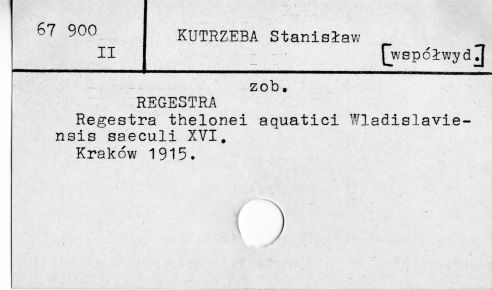 67 900
II
KUTRZEBA Stanisław
[współwyd.]
zob.
REGESTRA
Regestra thelonei aquatici Wladislavie-
nsis saeculi XVI.
Kraków 1915.